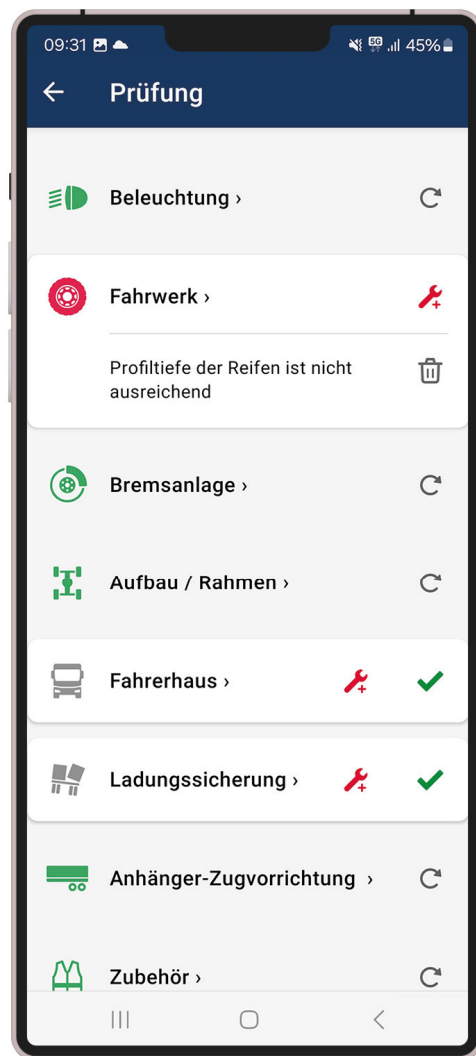 09:31 5G 45%
Prüfung
Beleuchtung ›
Fahrwerk ›
Profiltiefe der Reifen ist nicht
ausreichend
Bremsanlage ›
Aufbau / Rahmen ›
Fahrerhaus ›
Ladungssicherung ›
Anhänger-Zugvorrichtung ›
Zubehör ›